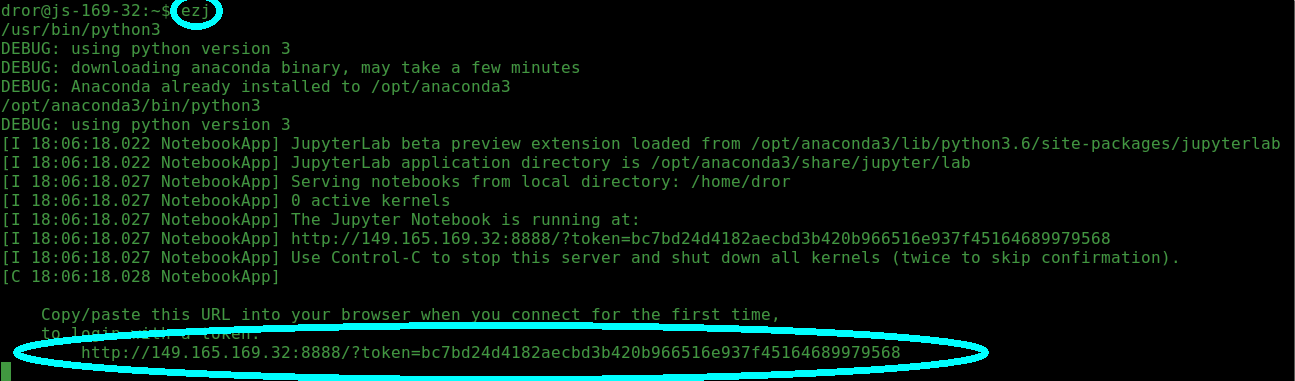 dror@js-169-32:~$ ezj
/usr/bin/python3
DEBUG: using python version 3
DEBUG: downloading anaconda binary, may take a few minutes
DEBUG: Anaconda already installed to /opt/anaconda3
/opt/anaconda3/bin/python3
DEBUG: using python version 3
[I 18:06:18.022 NotebookApp] JupyterLab beta preview extension loaded from /opt/anaconda3/lib/python3.6/site-packages/jupyterlab
[I 18:06:18.022 NotebookApp] JupyterLab application directory is /opt/anaconda3/share/jupyter/lab
[I 18:06:18.027 NotebookApp] Serving notebooks from local directory: /home/dror
[I 18:06:18.027 NotebookApp] 0 active kernels
[I 18:06:18.027 NotebookApp] The Jupyter Notebook is running at:
[I 18:06:18.027 NotebookApp] http://149.165.169.32:8888/?token=bc7bd24d4182aecbd3b420b966516e937f45164689979568
[I 18:06:18.027 NotebookApp] Use Control-C to stop this server and shut down all kernels (twice to skip confirmation).
[C 18:06:18.028 NotebookApp]
Copy/paste this URL into your browser when you connect for the first time,
to login with a token:
http://149.165.169.32:8888/?token=bc7bd24d4182aecbd3b420b966516e937f45164689979568